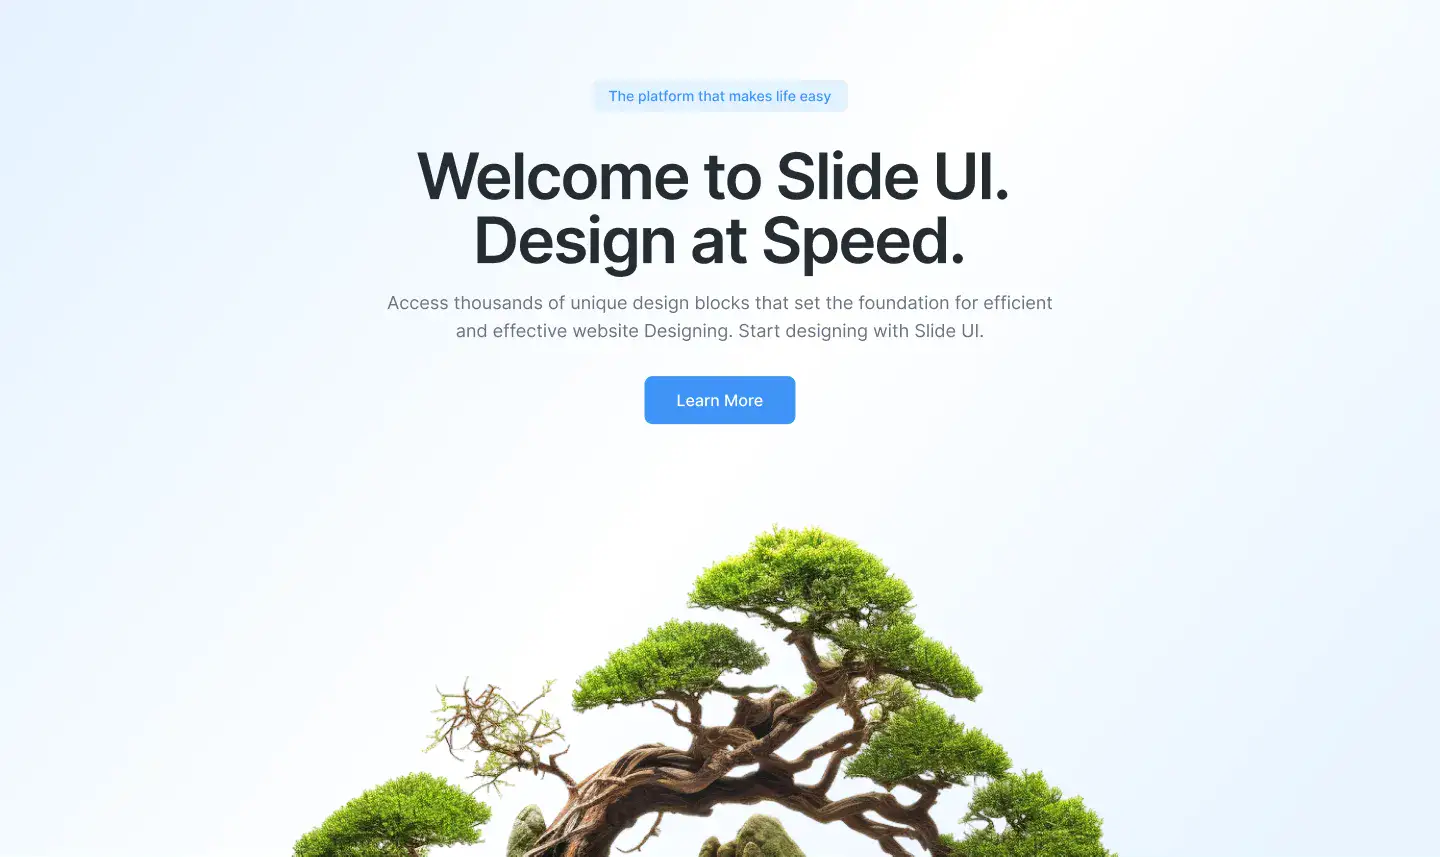 The platform that makes life easy
Welcome to Slide UI.
Design at Speed.
Access thousands of unique design blocks that set the foundation for efficient
and effective website Designing. Start designing with Slide UI.
Learn More